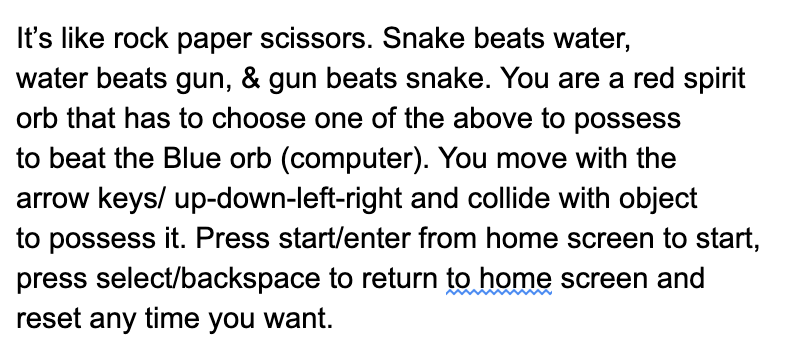 It’s like rock paper scissors. Snake beats water,
water beats gun, & gun beats snake. You are a red spirit
orb that has to choose one of the above to possess
to beat the Blue orb (computer). You move with the
arrow keys/ up-down-left-right and collide with object
to possess it. Press start/enter from home screen to start,
press select/backspace to return to home screen and
reset any time you want.